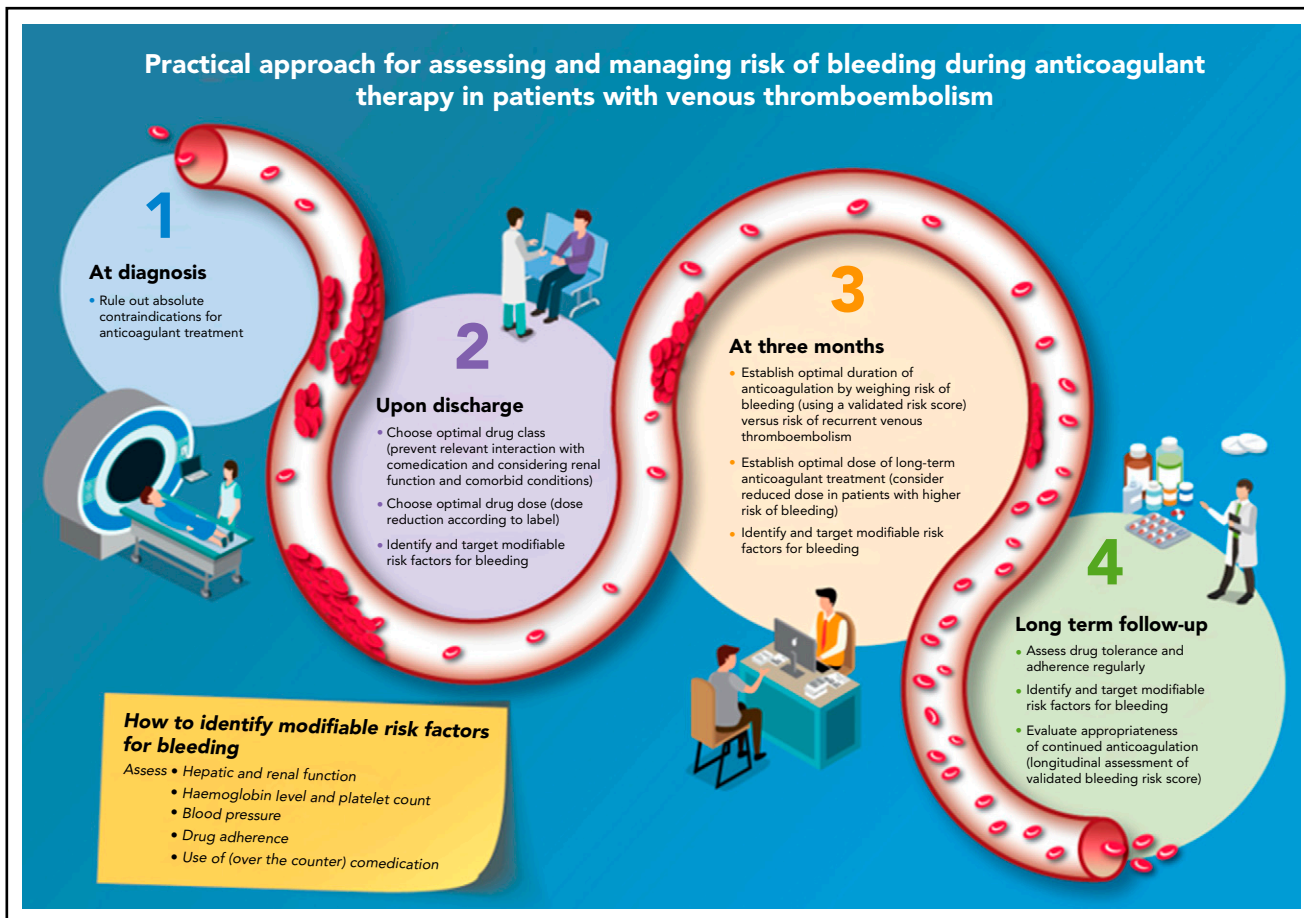 Practical approach for assessing and managing risk of bleeding during anticoagulant
therapy in patients with venous thromboembolism
1
At diagnosis
• Rule out absolute
contraindications for
anticoagulant treatment
2
Upon discharge
• Choose optimal drug class
(prevent relevant interaction with
comedication and considering renal
function and comorbid conditions)
• Choose optimal drug dose (dose
reduction according to label)
• Identify and target modifiable
risk factors for bleeding
3
At three months
• Establish optimal duration of
anticoagulation by weighing risk of
bleeding (using a validated risk score)
versus risk of recurrent venous
thromboembolism
• Establish optimal dose of long-term
anticoagulant treatment (consider
reduced dose in patients with higher
risk of bleeding)
• Identify and target modifiable risk
factors for bleeding
4
Long term follow-up
• Assess drug tolerance and
adherence regularly
• Identify and target modifiable
risk factors for bleeding
• Evaluate appropriateness
of continued anticoagulation
(longitudinal assessment of
validated bleeding risk score)
How to identify modifiable risk factors
for bleeding
Assess • Hepatic and renal function
• Haemoglobin level and platelet count
• Blood pressure
• Drug adherence
• Use of (over the counter) comedication